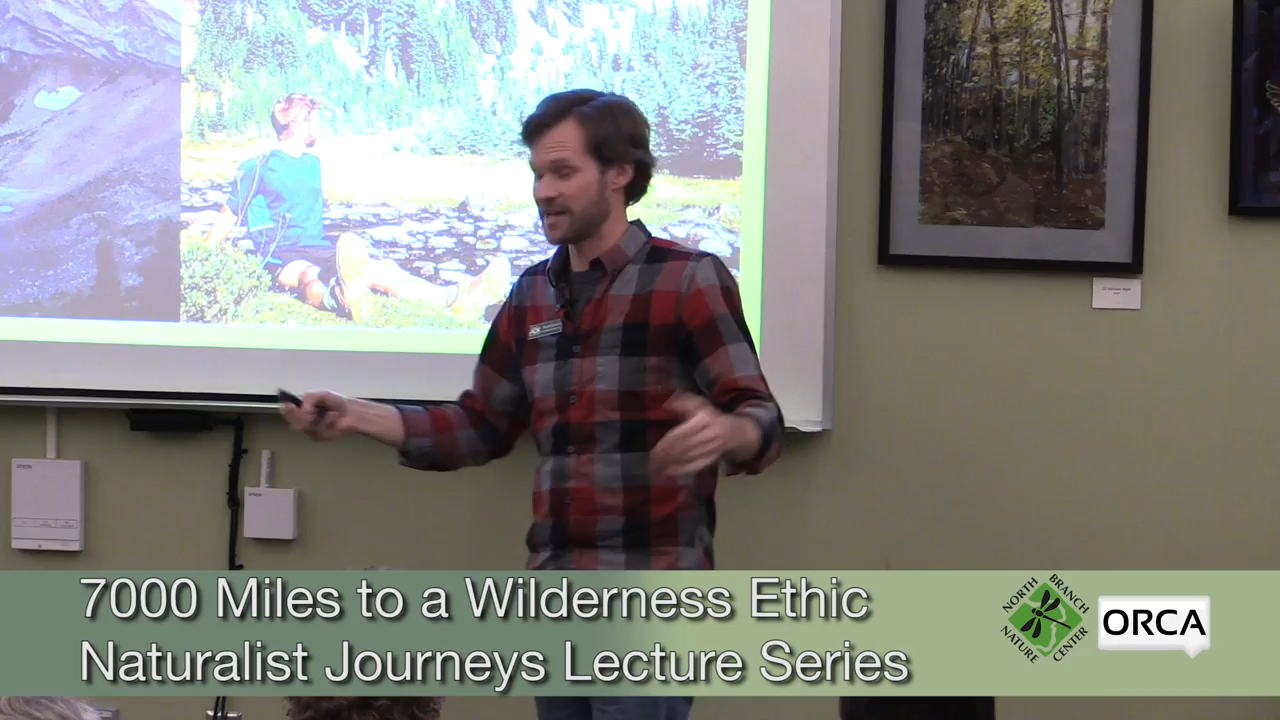 7000 Miles to a Wilderness Ethic
Naturalist Journeys Lecture Series
NORTH BRANCH
NATURE CENTER
ORCA